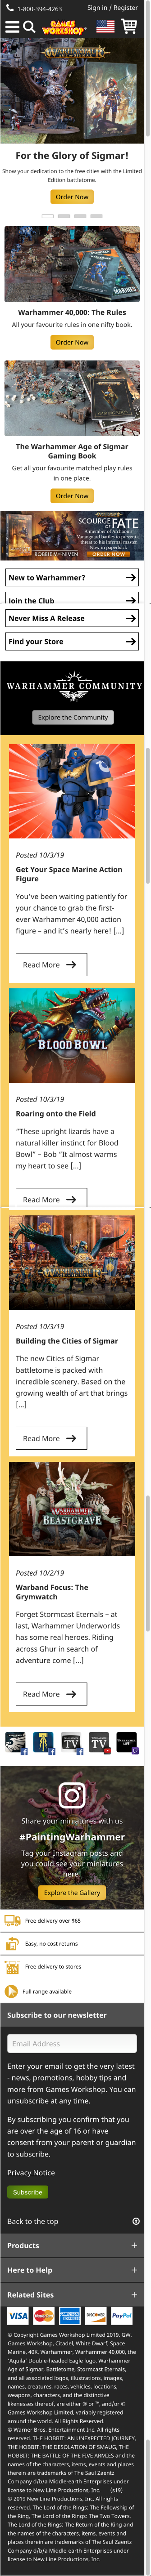 1-800-394-4263
Sign in / Register
GAMES
WORKSHOP
WARHAMMER
For the Glory of Sigmar!
Show your dedication to the free cities with the Limited
Edition battletome.
Order Now
Warhammer 40,000: The Rules
All your favourite rules in one nifty book.
Order Now
The Warhammer Age of Sigmar
Gaming Book
Get all your favourite matched play rules
in one place.
Order Now
SCOURGE
OF FATE
ROBBIE MacNIVEN
ORDER NOW
New to Warhammer?
Join the Club
Never Miss A Release
Find your Store
WARHAMMER COMMUNITY
Explore the Community
Posted 10/3/19
Get Your Space Marine Action
Figure
You've been waiting patiently for
your chance to grab the first-
ever Warhammer 40,000 action
figure – and it's nearly here! [...]
Read More
BLOOD BOWL
Posted 10/3/19
Roaring onto the Field
“These upright lizards have a
natural killer instinct for Blood
Bowl” – Bob “It almost warms
my heart to see [...]
Read More
WARHAMMER
Posted 10/3/19
Building the Cities of Sigmar
The new Cities of Sigmar
battletome is packed with
incredible scenery. Based on the
growing wealth of art that brings
[...]
Read More
WARHAMMER
UNDERWORLDS
BEASTGRAVE
Posted 10/2/19
Warband Focus: The
Grymwatch
Forget Stormcast Eternals – at
last, Warhammer Underworlds
has some real heroes. Riding
across Ghur in search of
adventure come [...]
Read More
TV
TV
Share your miniatures with us
#PaintingWarhammer
Tag your Instagram posts and
you could see your miniatures
here!
Explore the Gallery
Free delivery over $65
Easy, no cost returns
Free delivery to stores
Full range available
Subscribe to our newsletter
Email Address
Enter your email to get the very latest
- news, promotions, hobby tips and
more from Games Workshop. You can
unsubscribe at any time.
By subscribing you confirm that you
are over the age of 16 or have
consent from your parent or guardian
to subscribe.
Privacy Notice
Subscribe
Back to the top
Products
Here to Help
Related Sites
VISA
MasterCard
AMERICAN EXPRESS
DISCOVER
PayPal
© Copyright Games Workshop Limited 2019. GW,
Games Workshop, Citadel, White Dwarf, Space
Marine, 40K, Warhammer, Warhammer 40,000, the
'Aquila' Double-headed Eagle logo, Warhammer
Age of Sigmar, Battletome, Stormcast Eternals,
and all associated logos, illustrations, images,
names, creatures, races, vehicles, locations,
weapons, characters, and the distinctive
likenesses thereof, are either ® or ™, and/or ©
Games Workshop Limited, variably registered
around the world. All Rights Reserved.
© Warner Bros. Entertainment Inc. All rights
reserved. THE HOBBIT: AN UNEXPECTED JOURNEY,
THE HOBBIT: THE DESOLATION OF SMAUG, THE
HOBBIT: THE BATTLE OF THE FIVE ARMIES and the
names of the characters, items, events and places
therein are trademarks of The Saul Zaentz
Company d/b/a Middle-earth Enterprises under
license to New Line Productions, Inc. (s19)
© 2019 New Line Productions, Inc. All rights
reserved. The Lord of the Rings: The Fellowship of
the Ring, The Lord of the Rings: The Two Towers,
The Lord of the Rings: The Return of the King and
the names of the characters, items, events and
places therein are trademarks of The Saul Zaentz
Company d/b/a Middle-earth Enterprises under
license to New Line Productions, Inc.